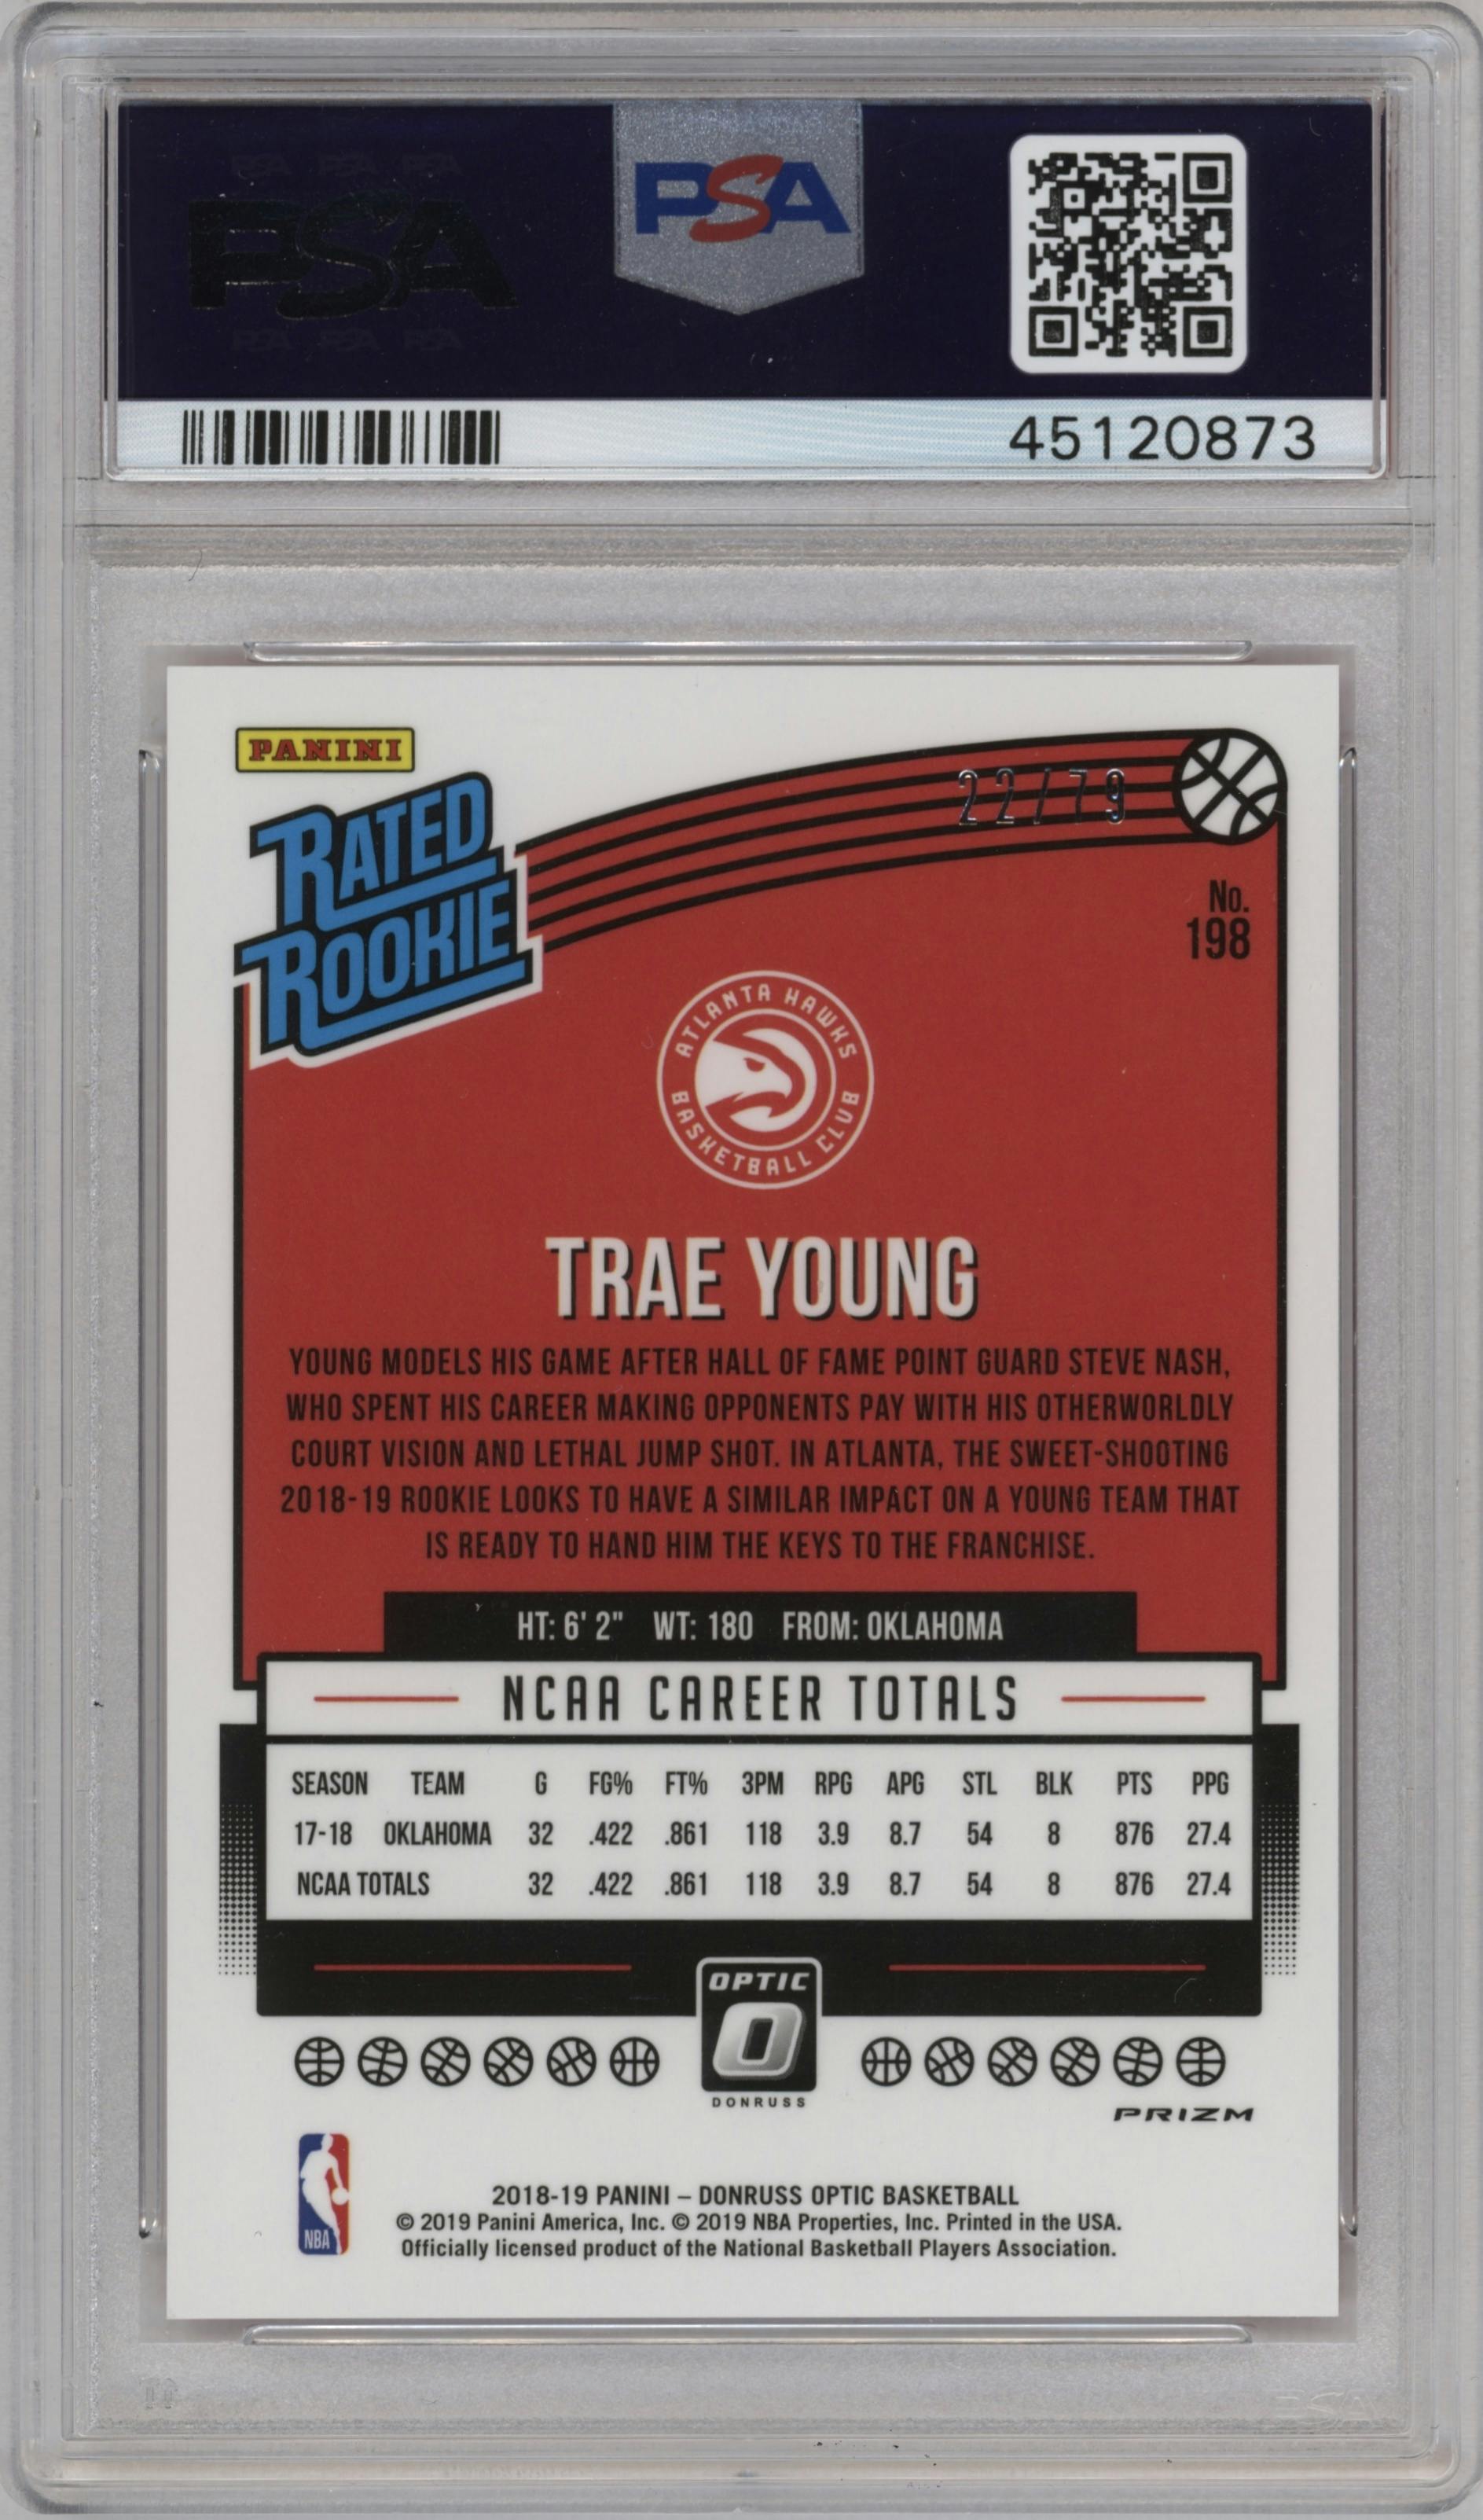 PSA
PSA
45120873
PANINI
RATED
ROOKIE
22/79
No.
198
ATLANTA HAWKS
BASKETBALL CLUB
TRAE YOUNG
YOUNG MODELS HIS GAME AFTER HALL OF FAME POINT GUARD STEVE NASH,
WHO SPENT HIS CAREER MAKING OPPONENTS PAY WITH HIS OTHERWORLDLY
COURT VISION AND LETHAL JUMP SHOT. IN ATLANTA, THE SWEET-SHOOTING
2018-19 ROOKIE LOOKS TO HAVE A SIMILAR IMPACT ON A YOUNG TEAM THAT
IS READY TO HAND HIM THE KEYS TO THE FRANCHISE.
HT: 6' 2" WT: 180 FROM: OKLAHOMA
NCAA CAREER TOTALS
SEASON TEAM G FG% FT% 3PM RPG APG STL BLK PTS PPG
17-18 OKLAHOMA 32 .422 .861 118 3.9 8.7 54 8 876 27.4
NCAA TOTALS 32 .422 .861 118 3.9 8.7 54 8 876 27.4
OPTIC
O
DONRUSS
PRIZM
NBA
2018-19 PANINI – DONRUSS OPTIC BASKETBALL
© 2019 Panini America, Inc. © 2019 NBA Properties, Inc. Printed in the USA.
Officially licensed product of the National Basketball Players Association.